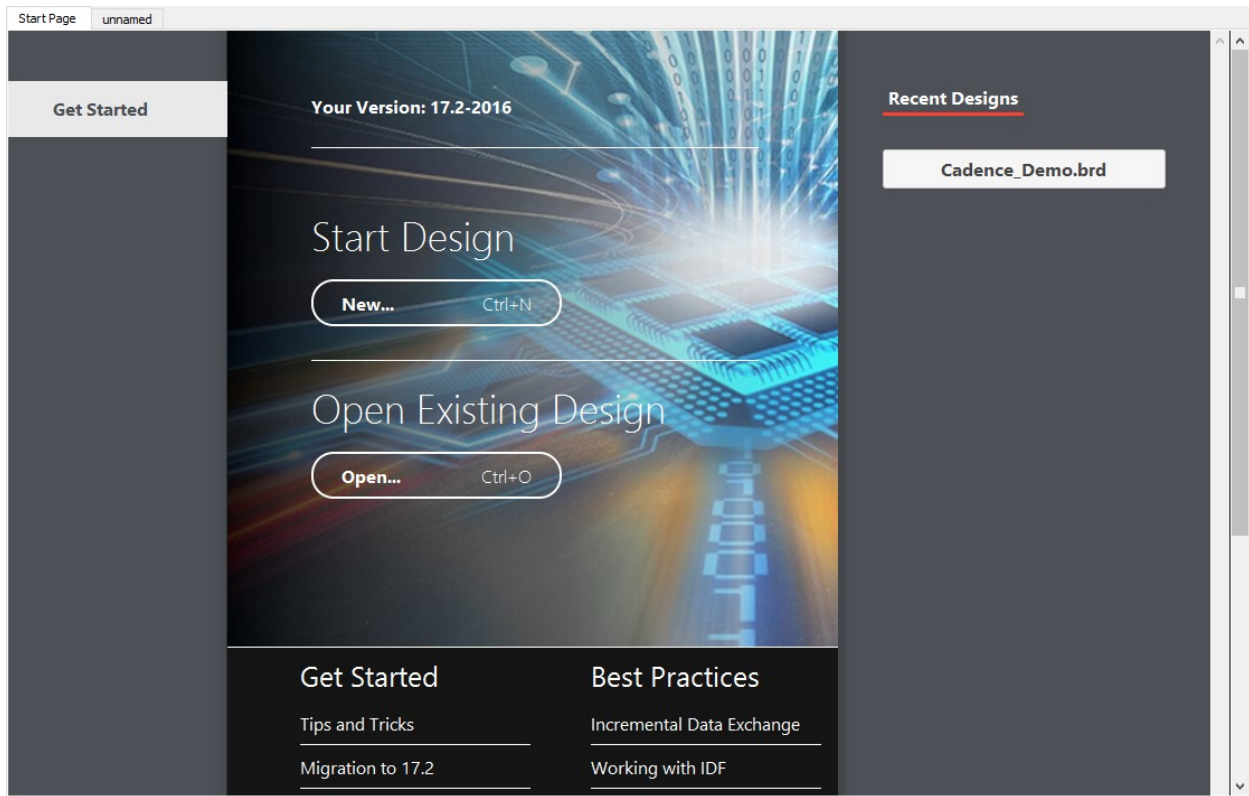 Start Page
unnamed
Get Started
Your Version: 17.2-2016
Start Design
New... Ctrl+N
Open Existing Design
Open... Ctrl+O
Get Started
Tips and Tricks
Migration to 17.2
Best Practices
Incremental Data Exchange
Working with IDF
Recent Designs
Cadence_Demo.brd